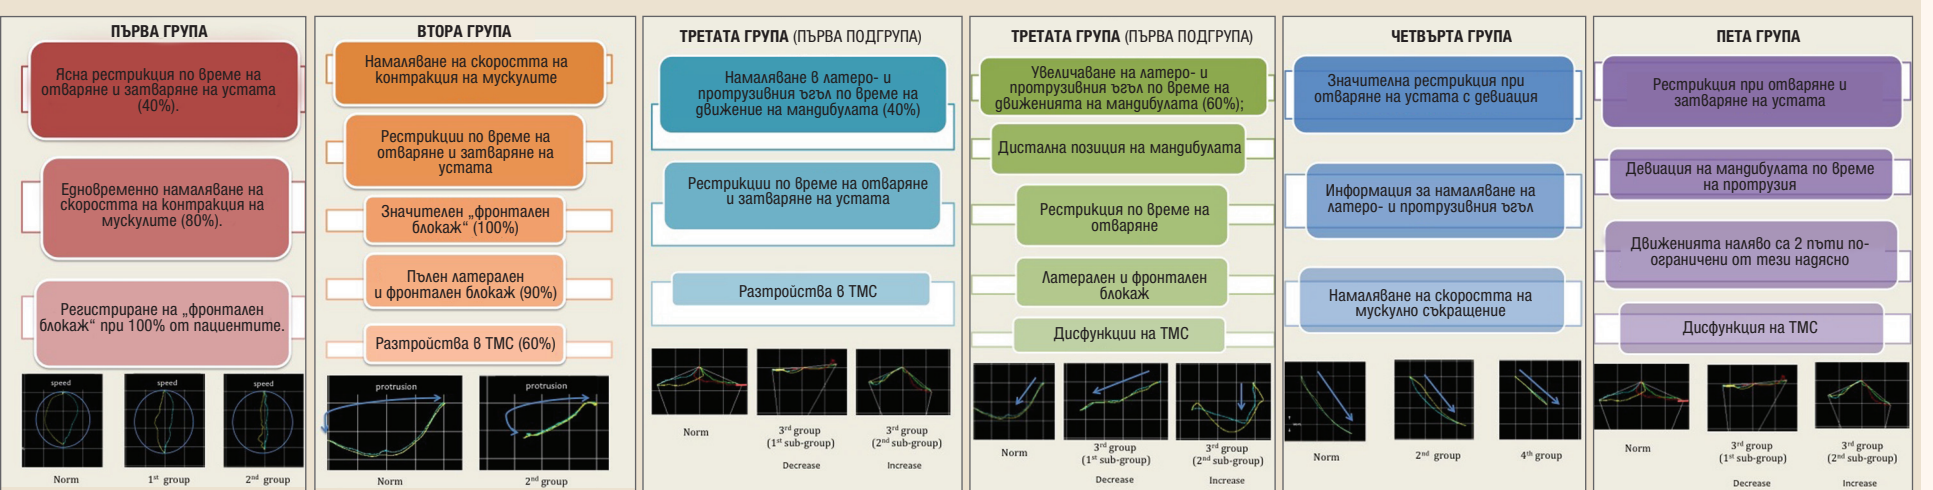 ПЪРВА ГРУПА
Ясна рестрикция по време на
отваряне и затваряне на устата
(40%).
Едновременно намаляване на
скоростта на контракция на
мускулите (80%).
Регистриране на „фронтален
блокаж“ при 100% от пациентите.
speed
speed
speed
Norm
1st group
2nd group
ВТОРА ГРУПА
Намаляване на скоростта на
контракция на мускулите
Рестрикции по време на
отваряне и затваряне на
устата
Значителен „фронтален
блокаж“ (100%)
Пълен латерален
и фронтален блокаж (90%)
Разтройства в ТМС (60%)
protrusion
protrusion
Norm
2nd group
ТРЕТАТА ГРУПА (ПЪРВА ПОДГРУПА)
Намаляване в латеро- и
протрузивния ъгъл по време на
движение на мандибулата (40%)
Рестрикции по време на отваряне
и затваряне на устата
Разтройства в ТМС
Norm
3rd group
(1st sub-group)
Decrease
3rd group
(2nd sub-group)
Increase
ТРЕТАТА ГРУПА (ПЪРВА ПОДГРУПА)
Увеличаване на латеро- и
протрузивния ъгъл по време на
движенията на мандибулата (60%);
Дистална позиция на мандибулата
Рестрикция по време на
отваряне
Латерален и фронтален
блокаж
Дисфункции на ТМС
Norm
3rd group
(1st sub-group)
Decrease
3rd group
(2nd sub-group)
Increase
ЧЕТВЪРТА ГРУПА
Значителна рестрикция при
отваряне на устата с девиация
Информация за намаляване на
латеро- и протрузивния ъгъл
Намаляване на скоростта на
мускулно съкращение
Norm
2nd group
4th group
ПЕТА ГРУПА
Рестрикция при отваряне и
затваряне на устата
Девиация на мандибулата по време
на протрузия
Движенията наляво са 2 пъти по-
ограничени от тези надясно
Дисфункция на ТМС
Norm
3rd group
(1st sub-group)
Decrease
3rd group
(2nd sub-group)
Increase